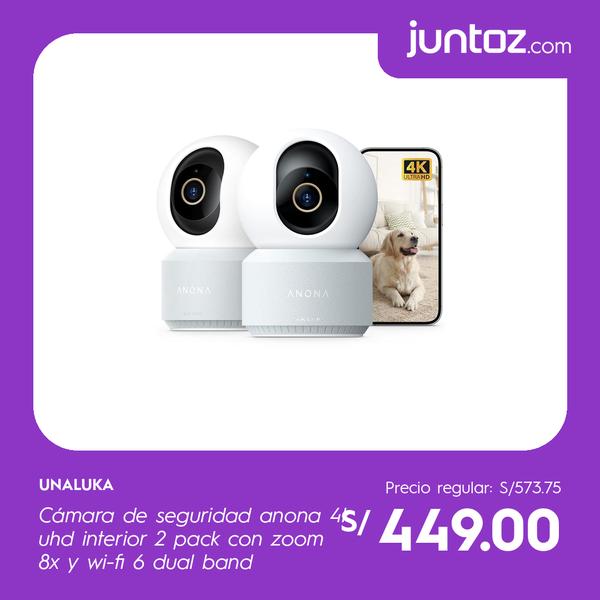 juntoz.com
4K
ULTRA HD
ANONA
ANONA
UNALUKA
Precio regular: S/573.75
Cámara de seguridad anona 4k
uhd interior 2 pack con zoom
8x y wi-fi 6 dual band
S/ 449.00